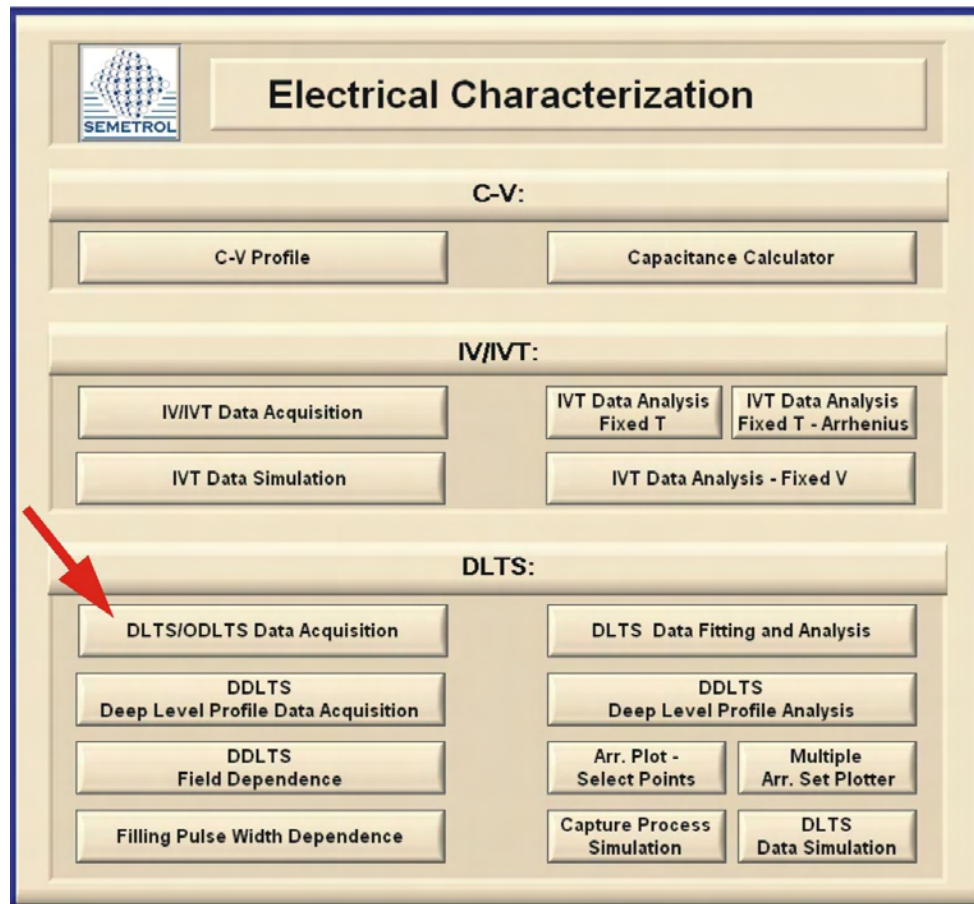 SEMETROL
Electrical Characterization
C-V:
C-V Profile
Capacitance Calculator
IV/IVT:
IV/IVT Data Acquisition
IVT Data Analysis
Fixed T
IVT Data Analysis
Fixed T - Arrhenius
IVT Data Simulation
IVT Data Analysis - Fixed V
DLTS:
DLTS/ODLTS Data Acquisition
DLTS Data Fitting and Analysis
DDLTS
Deep Level Profile Data Acquisition
DDLTS
Deep Level Profile Analysis
DDLTS
Field Dependence
Arr. Plot -
Select Points
Multiple
Arr. Set Plotter
Filling Pulse Width Dependence
Capture Process
Simulation
DLTS
Data Simulation